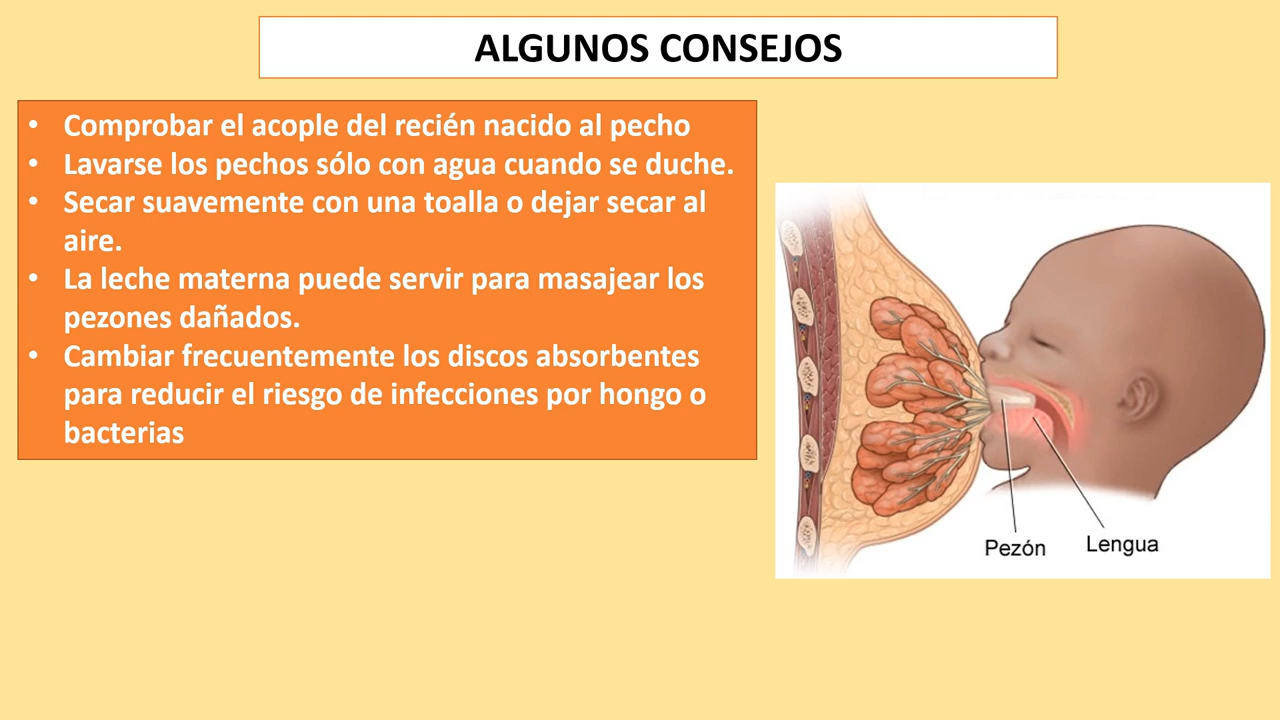 ALGUNOS CONSEJOS
• Comprobar el acople del recién nacido al pecho
• Lavarse los pechos sólo con agua cuando se duche.
• Secar suavemente con una toalla o dejar secar al
aire.
• La leche materna puede servir para masajear los
pezones dañados.
• Cambiar frecuentemente los discos absorbentes
para reducir el riesgo de infecciones por hongo o
bacterias
Pezón
Lengua